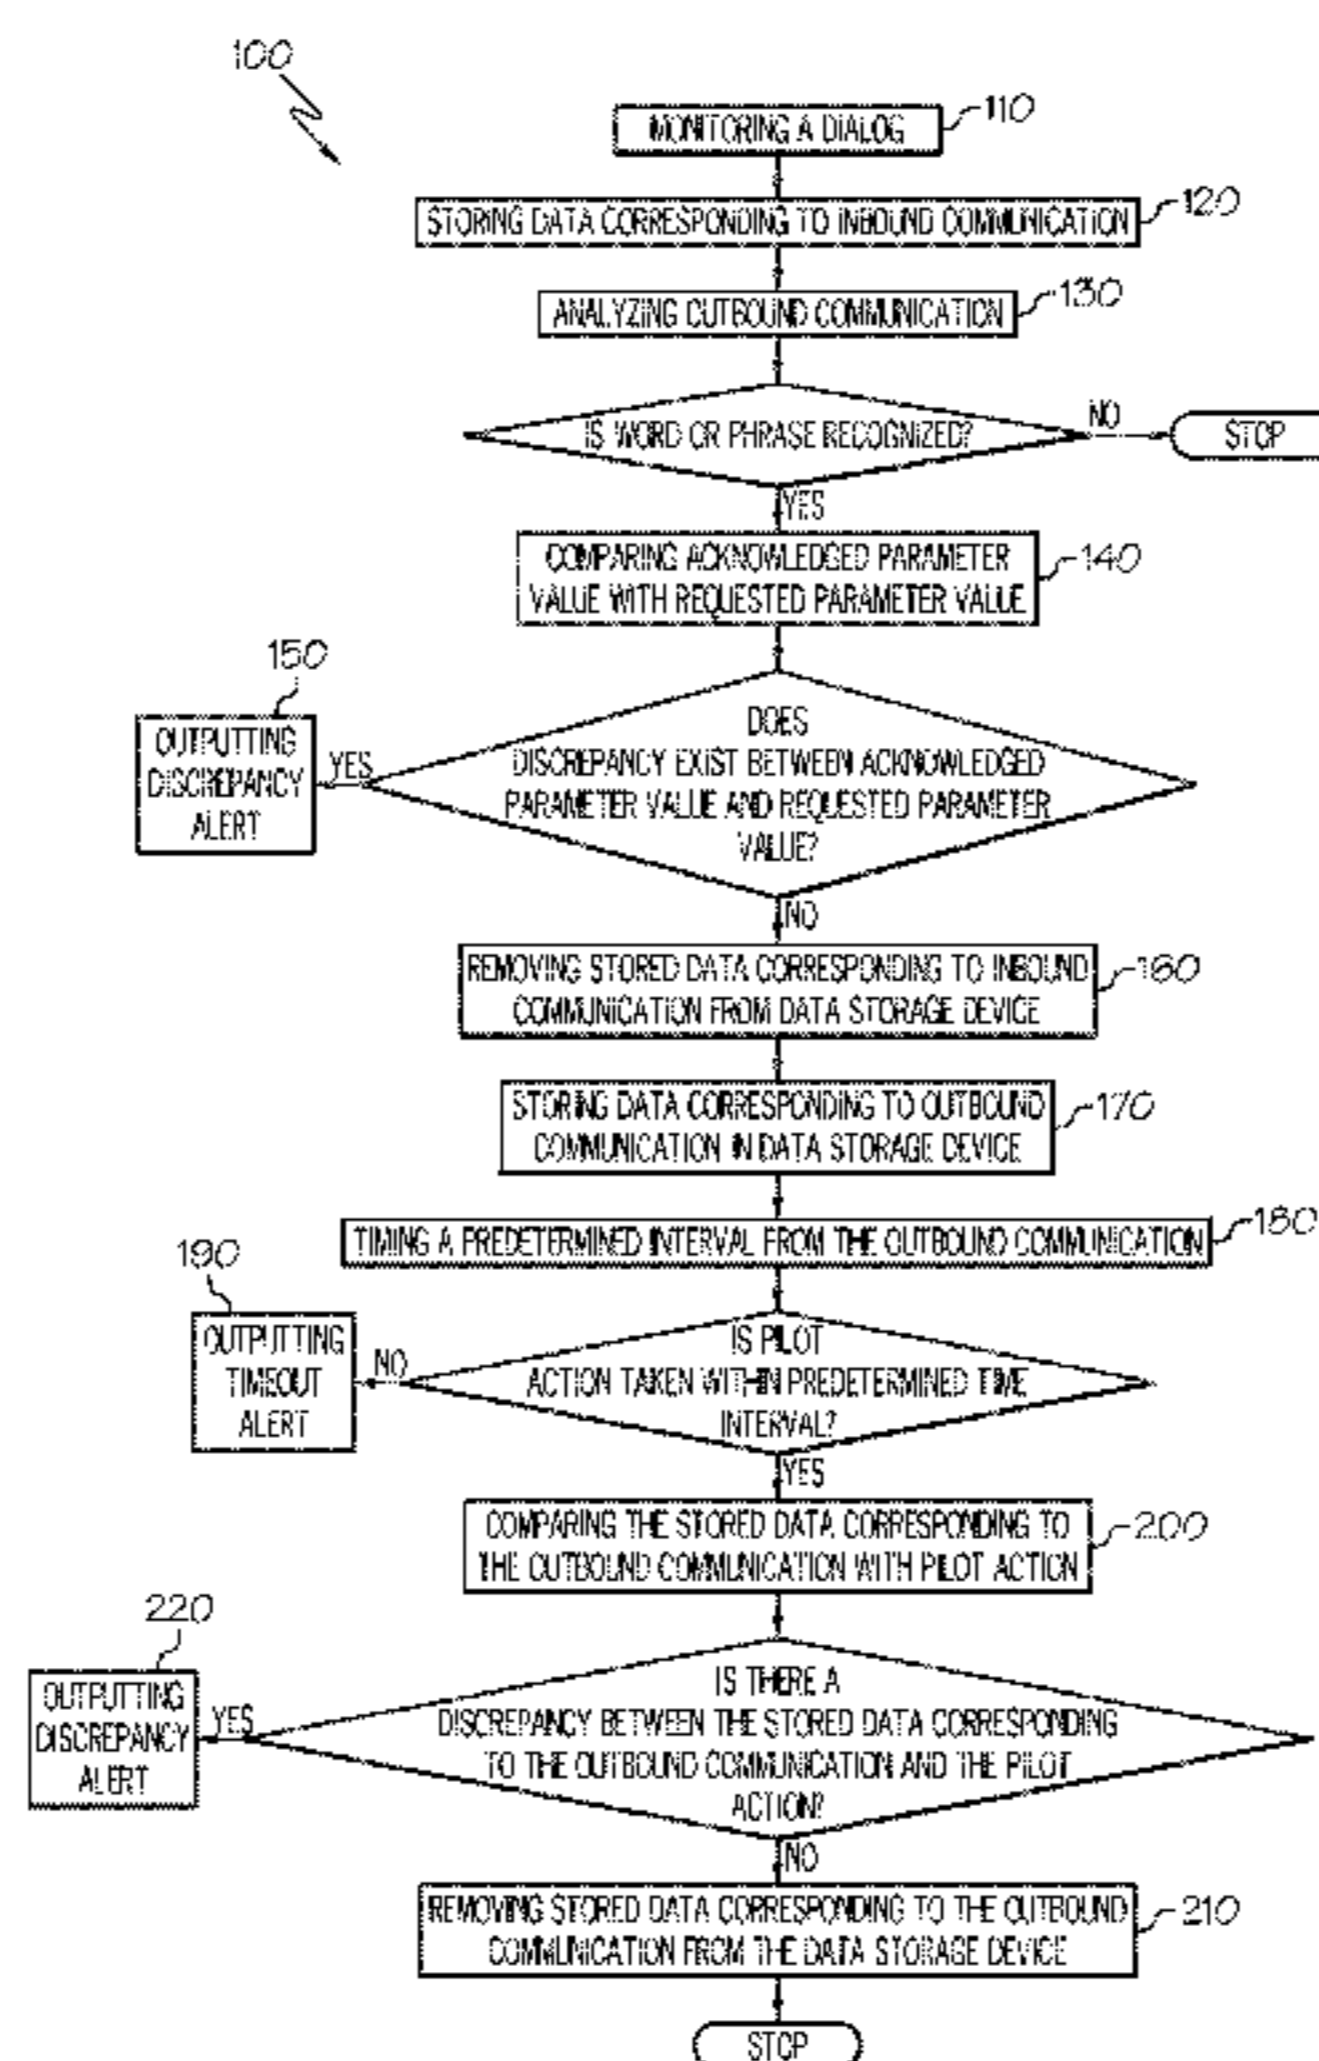 100
MONITORING A DIALOG
110
STORING DATA CORRESPONDING TO INBOUND COMMUNICATION
120
ANALYZING OUTBOUND COMMUNICATION
130
IS WORD OR PHRASE RECOGNIZED?
NO
STOP
YES
COMPARING ACKNOWLEDGED PARAMETER
VALUE WITH REQUESTED PARAMETER VALUE
140
150
OUTPUTTING
DISCREPANCY
ALERT
YES
DOES
DISCREPANCY EXIST BETWEEN ACKNOWLEDGED
PARAMETER VALUE AND REQUESTED PARAMETER
VALUE?
NO
REMOVING STORED DATA CORRESPONDING TO INBOUND
COMMUNICATION FROM DATA STORAGE DEVICE
160
STORING DATA CORRESPONDING TO OUTBOUND
COMMUNICATION IN DATA STORAGE DEVICE
170
TIMING A PREDETERMINED INTERVAL FROM THE OUTBOUND COMMUNICATION
180
190
OUTPUTTING
TIMEOUT
ALERT
NO
IS PILOT
ACTION TAKEN WITHIN PREDETERMINED TIME
INTERVAL?
YES
COMPARING THE STORED DATA CORRESPONDING TO
THE OUTBOUND COMMUNICATION WITH PILOT ACTION
200
220
OUTPUTTING
DISCREPANCY
ALERT
YES
IS THERE A
DISCREPANCY BETWEEN THE STORED DATA CORRESPONDING
TO THE OUTBOUND COMMUNICATION AND THE PILOT
ACTION?
NO
REMOVING STORED DATA CORRESPONDING TO THE OUTBOUND
COMMUNICATION FROM THE DATA STORAGE DEVICE
210
STOP